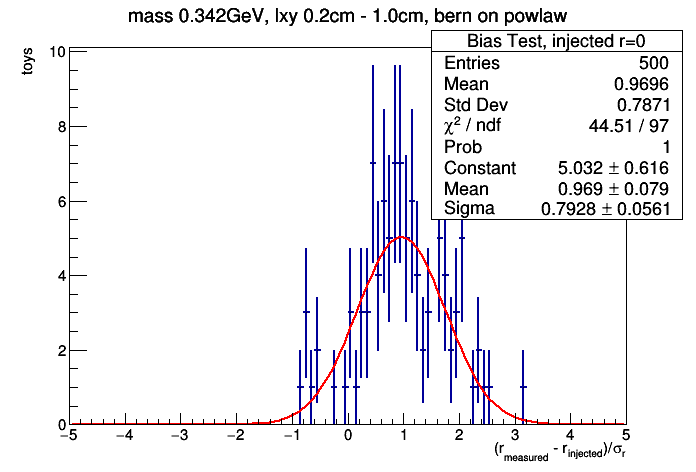 mass 0.342GeV, lxy 0.2cm - 1.0cm, bern on powlaw
Bias Test, injected r=0
Entries 500
Mean 0.9696
Std Dev 0.7871
χ² / ndf 44.51 / 97
Prob 1
Constant 5.032 ± 0.616
Mean 0.969 ± 0.079
Sigma 0.7928 ± 0.0561
toys
10
8
6
4
2
0
−5 −4 −3 −2 −1 0 1 2 3 4 5
(r_measured - r_injected)/σ_r